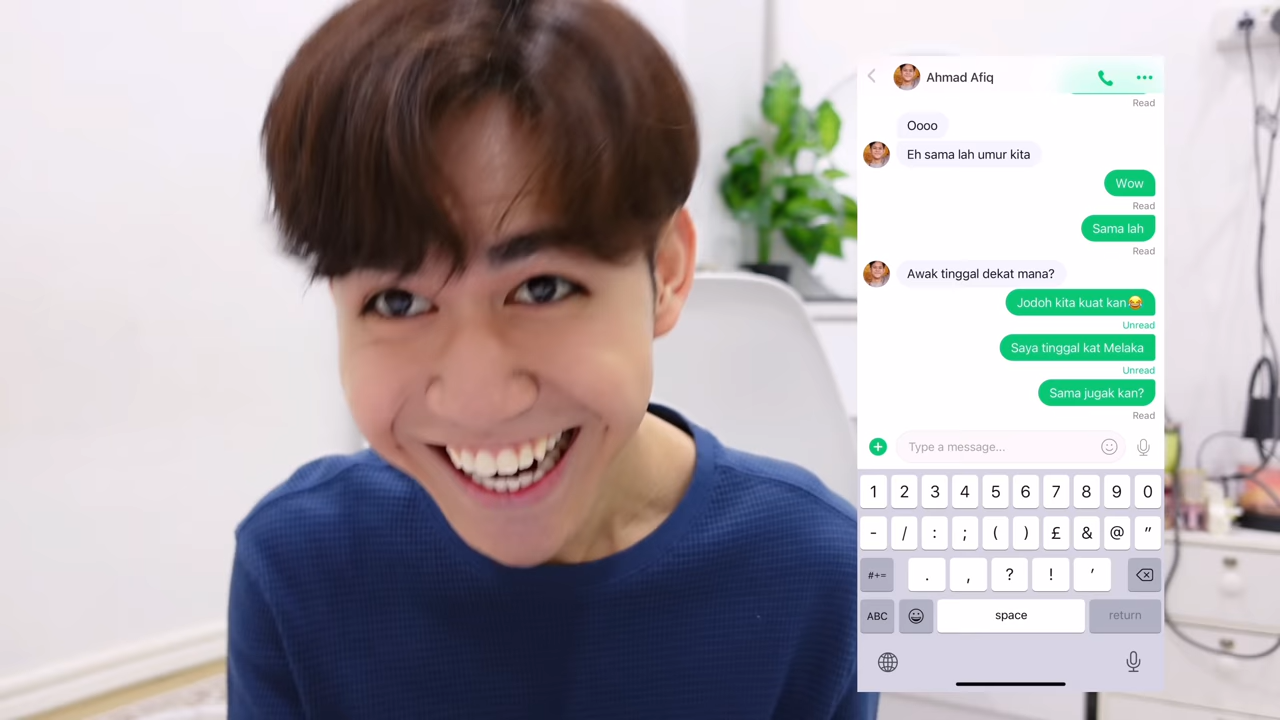 Ahmad Afiq
Read
Oooo
Eh sama lah umur kita
Wow
Read
Sama lah
Read
Awak tinggal dekat mana?
Jodoh kita kuat kan😂
Unread
Saya tinggal kat Melaka
Unread
Sama jugak kan?
Read
Type a message...
1 2 3 4 5 6 7 8 9 0
- / : ; ( ) £ & @ "
#+= . , ? ! '
ABC space return